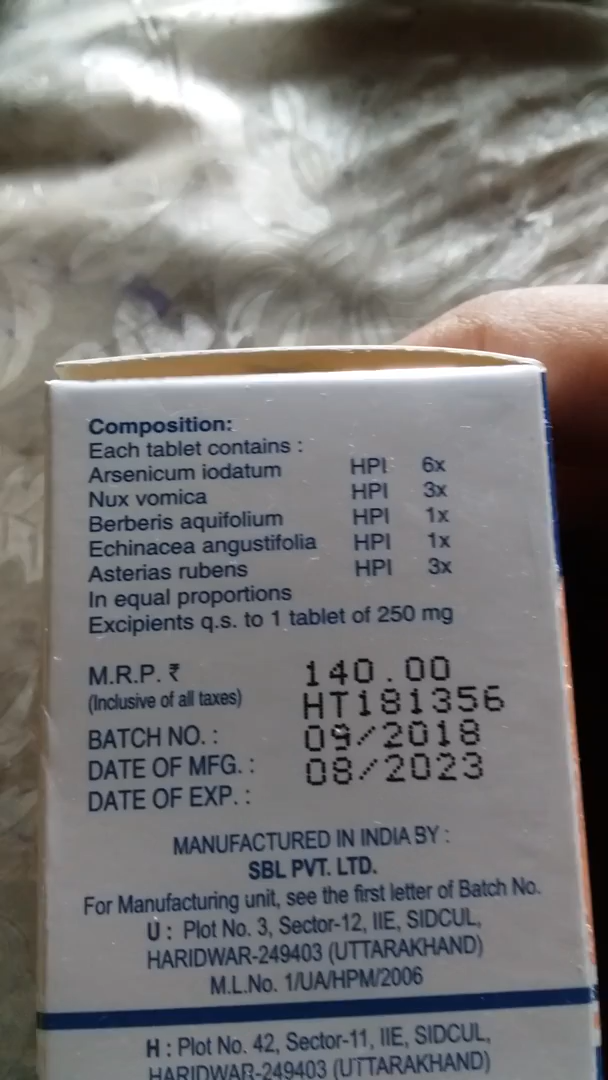 Composition:
Each tablet contains :
Arsenicum iodatum HPI 6x
Nux vomica HPI 3x
Berberis aquifolium HPI 1x
Echinacea angustifolia HPI 1x
Asterias rubens HPI 3x
In equal proportions
Excipients q.s. to 1 tablet of 250 mg
M.R.P. ₹ 140.00
(Inclusive of all taxes) HT181356
BATCH NO. : 09/2018
DATE OF MFG. : 08/2023
DATE OF EXP. :
MANUFACTURED IN INDIA BY :
SBL PVT. LTD.
For Manufacturing unit, see the first letter of Batch No.
U : Plot No. 3, Sector-12, IIE, SIDCUL,
HARIDWAR-249403 (UTTARAKHAND)
M.L.No. 1/UA/HPM/2006
H : Plot No. 42, Sector-11, IIE, SIDCUL,
HARIDWAR-249403 (UTTARAKHAND)